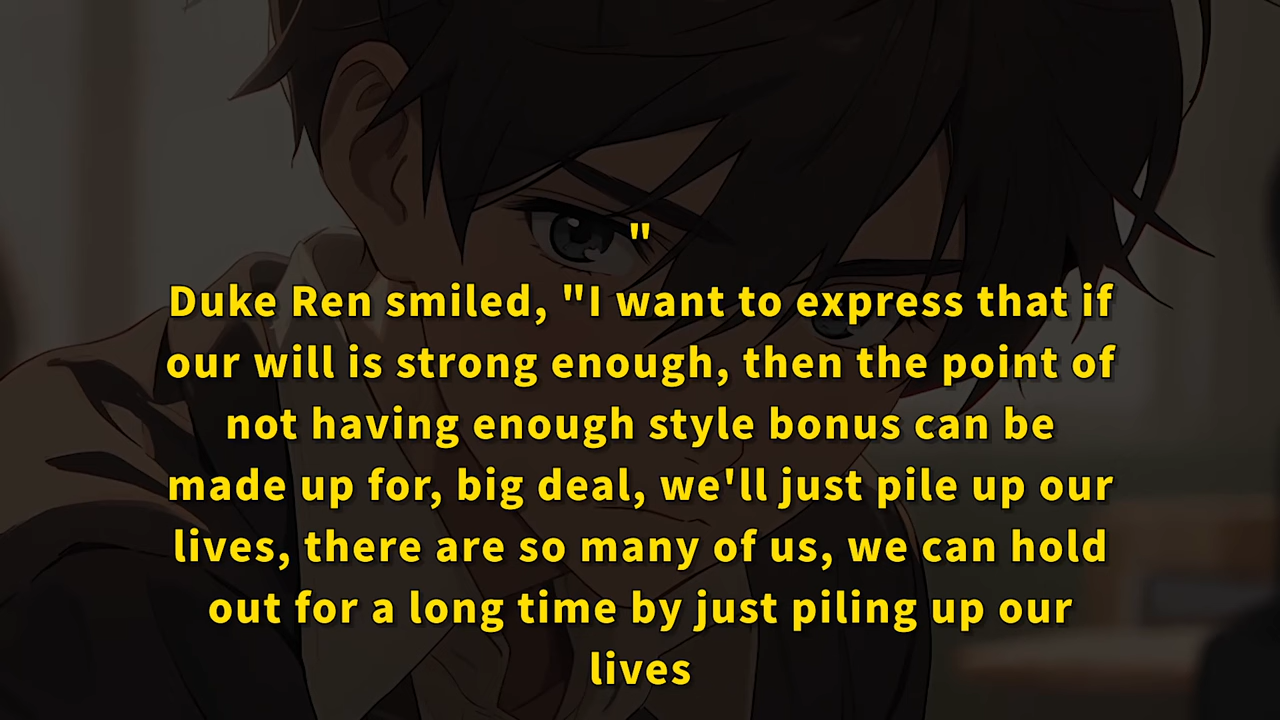 "
Duke Ren smiled, "I want to express that if
our will is strong enough, then the point of
not having enough style bonus can be
made up for, big deal, we'll just pile up our
lives, there are so many of us, we can hold
out for a long time by just piling up our
lives